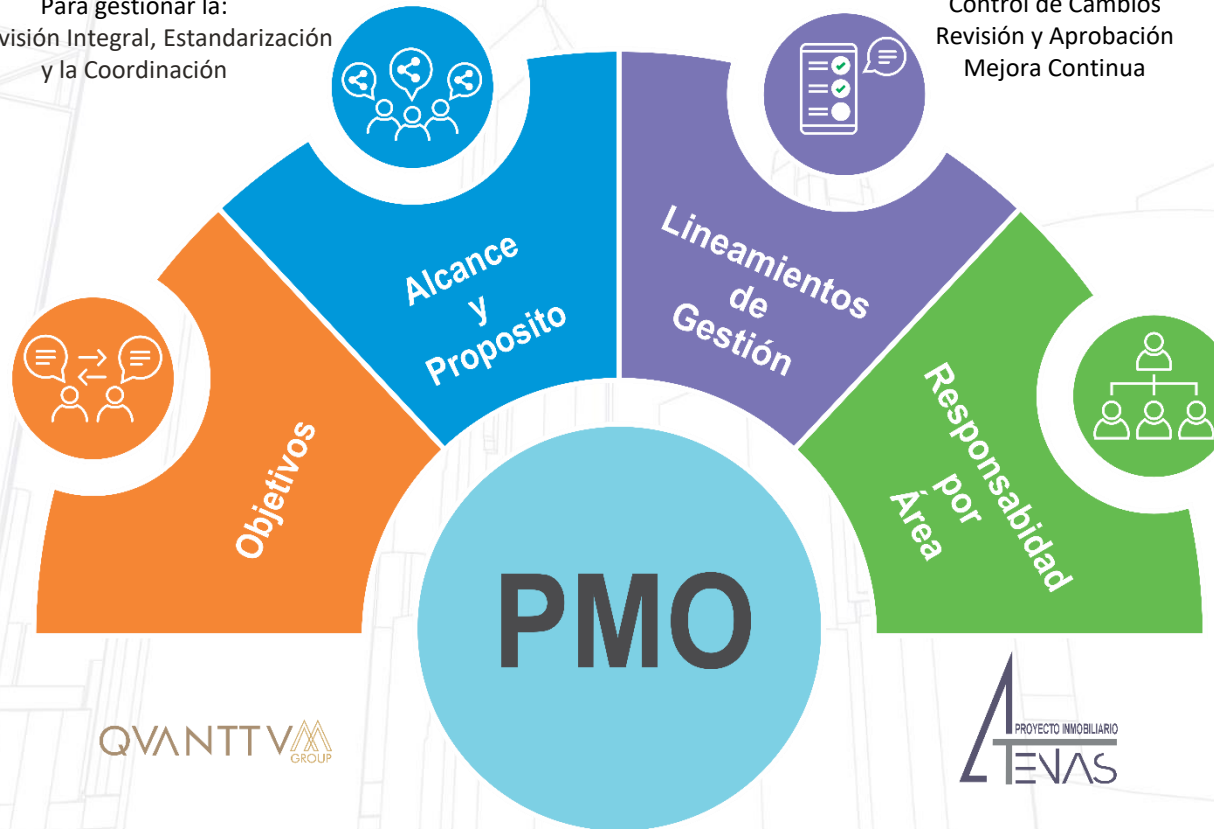 Para gestionar la:
visión Integral, Estandarización
y la Coordinación
Control de Cambios
Revisión y Aprobación
Mejora Continua
Objetivos
Alcance
y
Proposito
Lineamientos
de
Gestión
Responsabidad
por
Área
PMO
QVANTTVM
GROUP
PROYECTO INMOBILIARIO
ATENAS